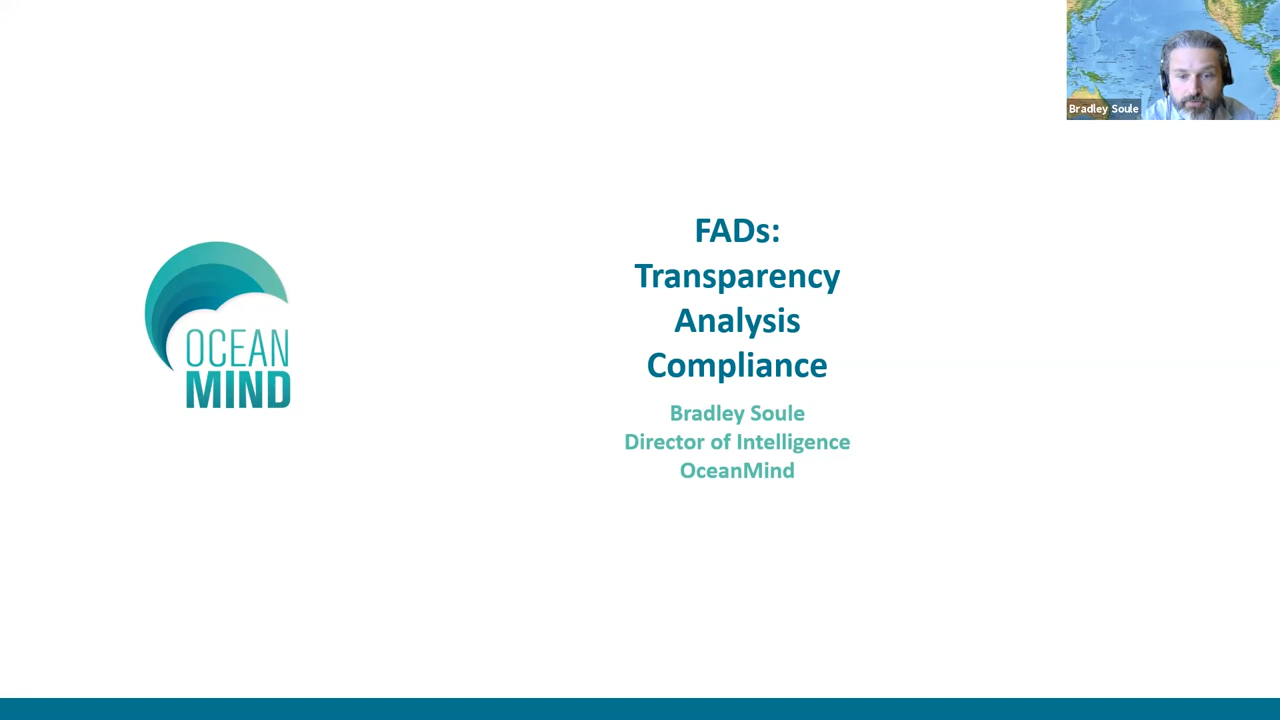 Bradley Soule
FADs:
Transparency
Analysis
Compliance
Bradley Soule
Director of Intelligence
OceanMind
OCEAN
MIND